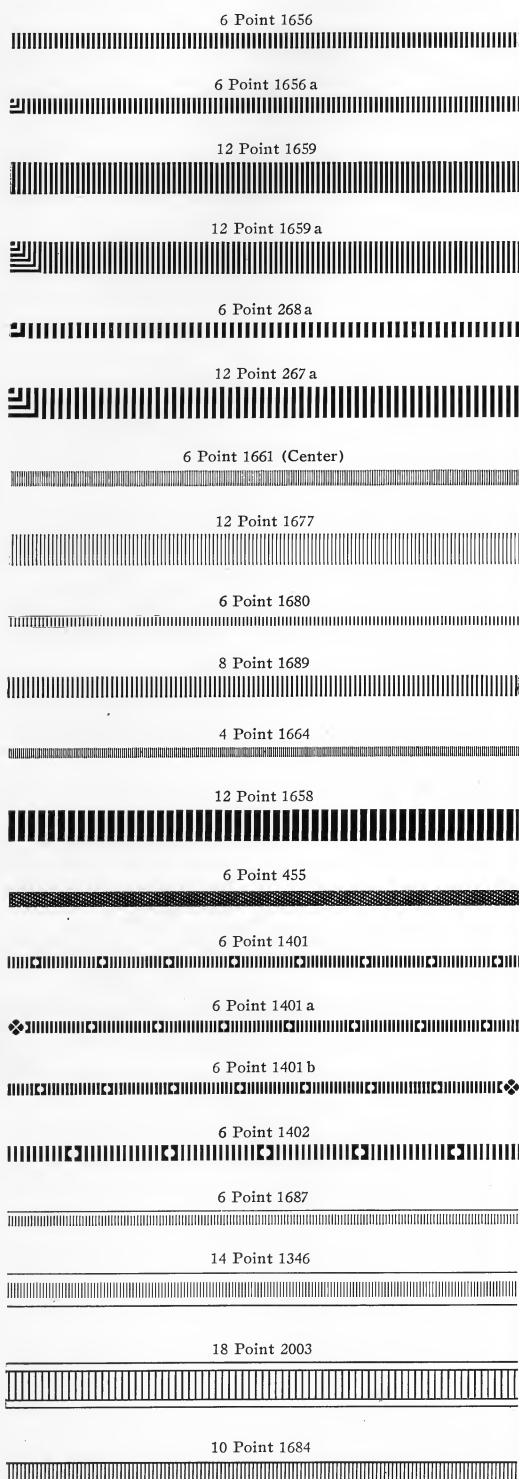 6 Point 1656
6 Point 1656 a
12 Point 1659
12 Point 1659 a
6 Point 268 a
12 Point 267 a
6 Point 1661 (Center)
12 Point 1677
6 Point 1680
8 Point 1689
4 Point 1664
12 Point 1658
6 Point 455
6 Point 1401
6 Point 1401 a
6 Point 1401 b
6 Point 1402
6 Point 1687
14 Point 1346
18 Point 2003
10 Point 1684